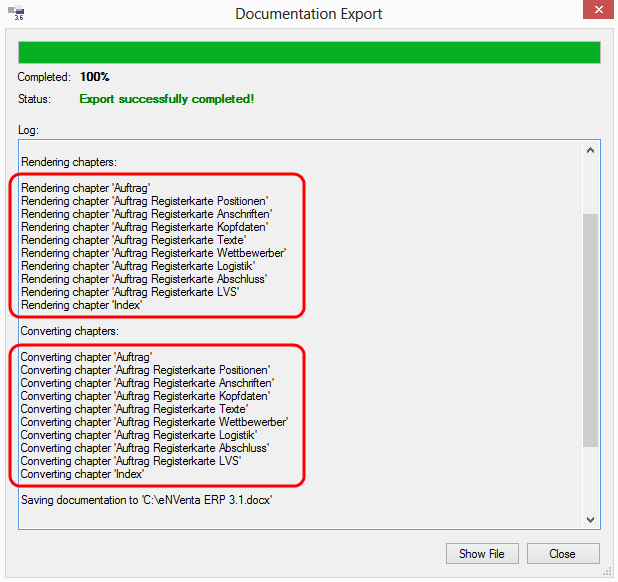 3.6
Documentation Export
Completed: 100%
Status: Export successfully completed!
Log:
Rendering chapters:
Rendering chapter 'Auftrag'
Rendering chapter 'Auftrag Registerkarte Positionen'
Rendering chapter 'Auftrag Registerkarte Anschriften'
Rendering chapter 'Auftrag Registerkarte Kopfdaten'
Rendering chapter 'Auftrag Registerkarte Texte'
Rendering chapter 'Auftrag Registerkarte Wettbewerber'
Rendering chapter 'Auftrag Registerkarte Logistik'
Rendering chapter 'Auftrag Registerkarte Abschluss'
Rendering chapter 'Auftrag Registerkarte LVS'
Rendering chapter 'Index'
Converting chapters:
Converting chapter 'Auftrag'
Converting chapter 'Auftrag Registerkarte Positionen'
Converting chapter 'Auftrag Registerkarte Anschriften'
Converting chapter 'Auftrag Registerkarte Kopfdaten'
Converting chapter 'Auftrag Registerkarte Texte'
Converting chapter 'Auftrag Registerkarte Wettbewerber'
Converting chapter 'Auftrag Registerkarte Logistik'
Converting chapter 'Auftrag Registerkarte Abschluss'
Converting chapter 'Auftrag Registerkarte LVS'
Converting chapter 'Index'
Saving documentation to 'C:\eNVenta ERP 3.1.docx'
Show File Close